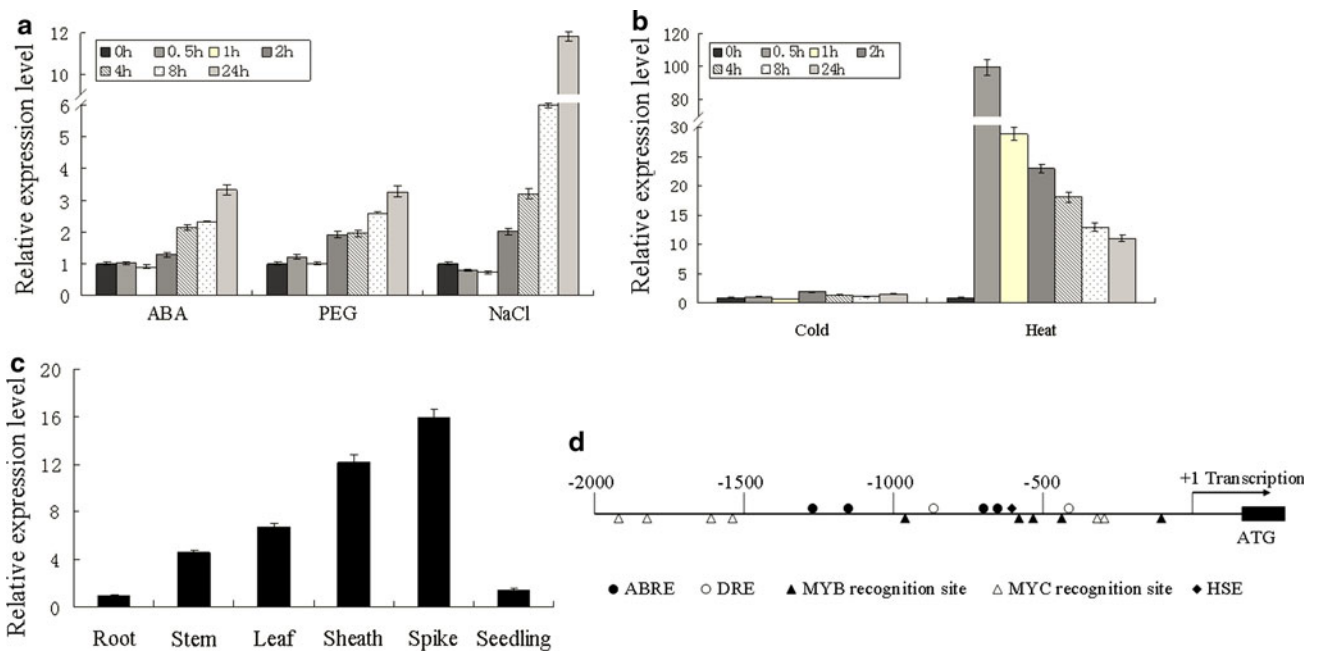 a
Relative expression level
12
10
6
5
4
3
2
1
0
0h 0.5h 1h 2h
4h 8h 24h
ABA PEG NaCl
b
Relative expression level
120
100
80
30
25
20
15
10
5
0
0h 0.5h 1h 2h
4h 8h 24h
Cold Heat
c
Relative expression level
20
16
12
8
4
0
Root Stem Leaf Sheath Spike Seedling
d
-2000 -1500 -1000 -500 +1 Transcription
ATG
ABRE DRE MYB recognition site MYC recognition site HSE